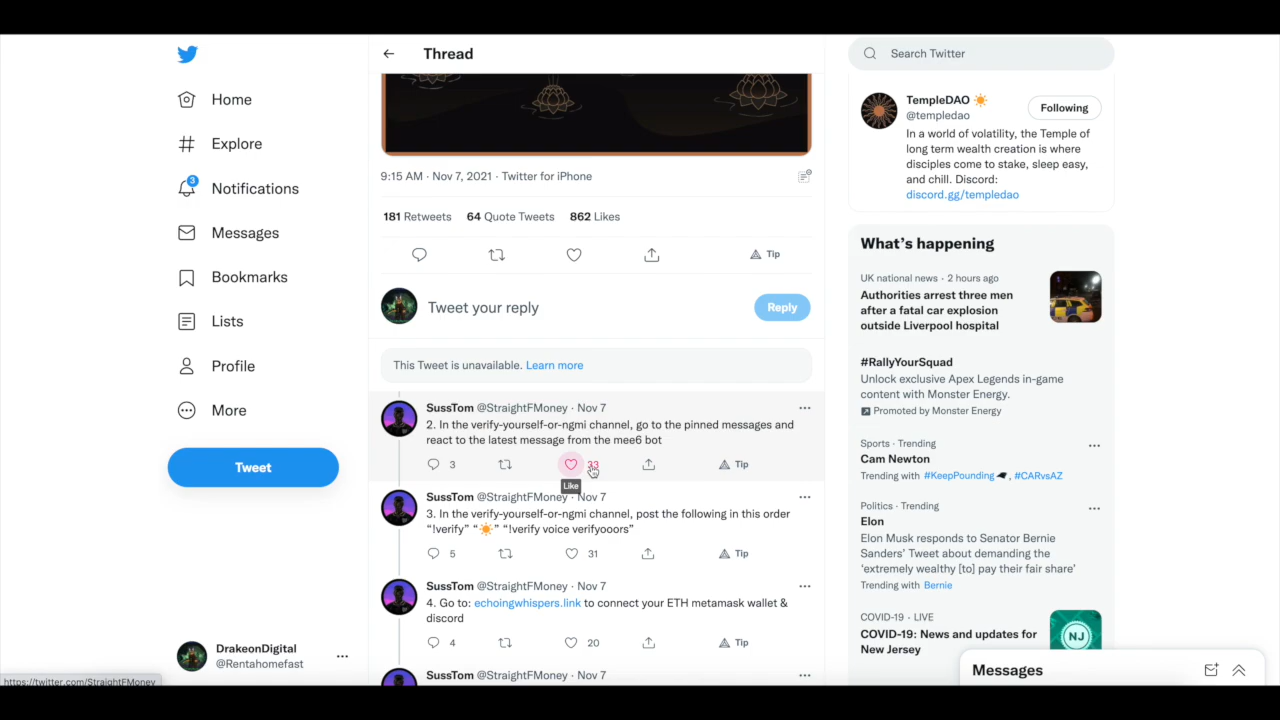 Home
Explore
3
Notifications
Messages
Bookmarks
Lists
Profile
More
Tweet
DrakeonDigital
@Rentahomefast
https://twitter.com/StraightFMoney
Thread
9:15 AM · Nov 7, 2021 · Twitter for iPhone
181 Retweets 64 Quote Tweets 862 Likes
Tip
Tweet your reply
Reply
This Tweet is unavailable. Learn more
SussTom @StraightFMoney · Nov 7
2. In the verify-yourself-or-ngmi channel, go to the pinned messages and
react to the latest message from the mee6 bot
3 33 Tip
Like
SussTom @StraightFMoney · Nov 7
3. In the verify-yourself-or-ngmi channel, post the following in this order
“!verify” “☀️” “!verify voice verifyooors”
5 31 Tip
SussTom @StraightFMoney · Nov 7
4. Go to: echoingwhispers.link to connect your ETH metamask wallet &
discord
4 20 Tip
SussTom @StraightFMoney · Nov 7
Search Twitter
TempleDAO ☀️
@templedao
Following
In a world of volatility, the Temple of
long term wealth creation is where
disciples come to stake, sleep easy,
and chill. Discord:
discord.gg/templedao
What’s happening
UK national news · 2 hours ago
Authorities arrest three men
after a fatal car explosion
outside Liverpool hospital
#RallyYourSquad
Unlock exclusive Apex Legends in-game
content with Monster Energy.
Promoted by Monster Energy
Sports · Trending
Cam Newton
Trending with #KeepPounding, #CARvsAZ
Politics · Trending
Elon
Elon Musk responds to Senator Bernie
Sanders’ Tweet about demanding the
‘extremely wealthy [to] pay their fair share’
Trending with Bernie
COVID-19 · LIVE
COVID-19: News and updates for
New Jersey
NJ
Messages